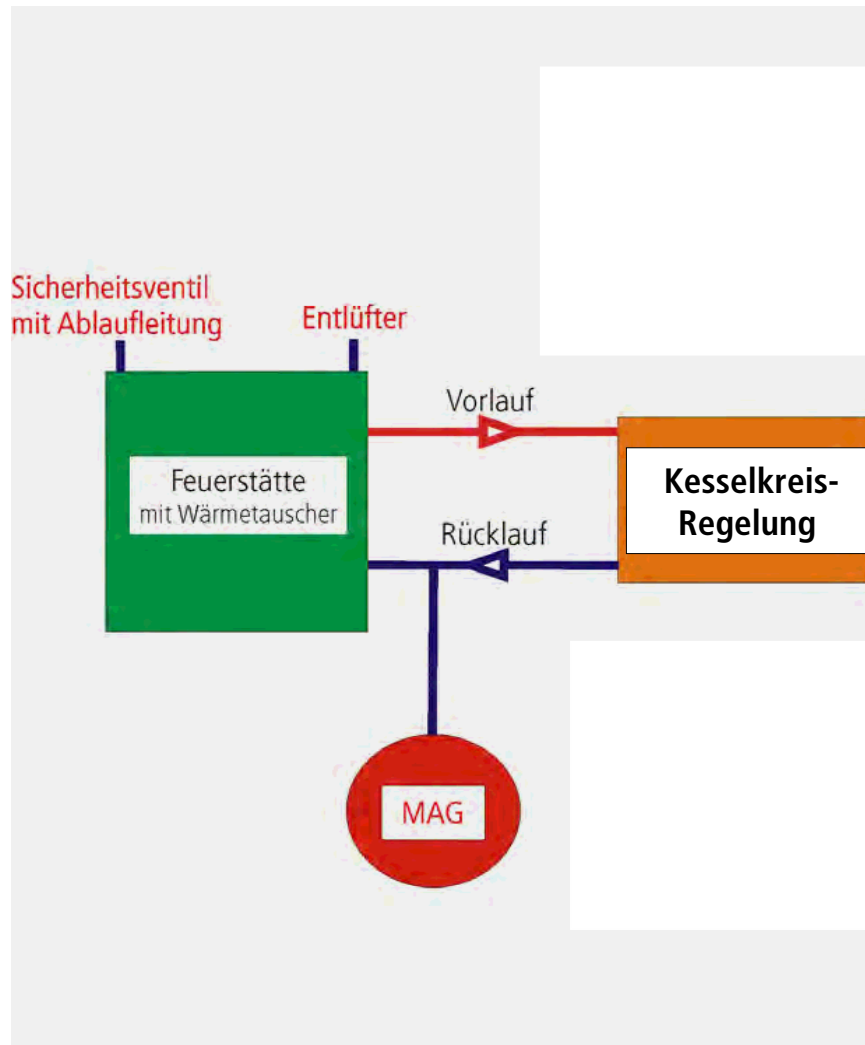 Sicherheitsventil
mit Ablaufleitung
Entlüfter
Vorlauf
Feuerstätte
mit Wärmetauscher
Kesselkreis-
Regelung
Rücklauf
MAG